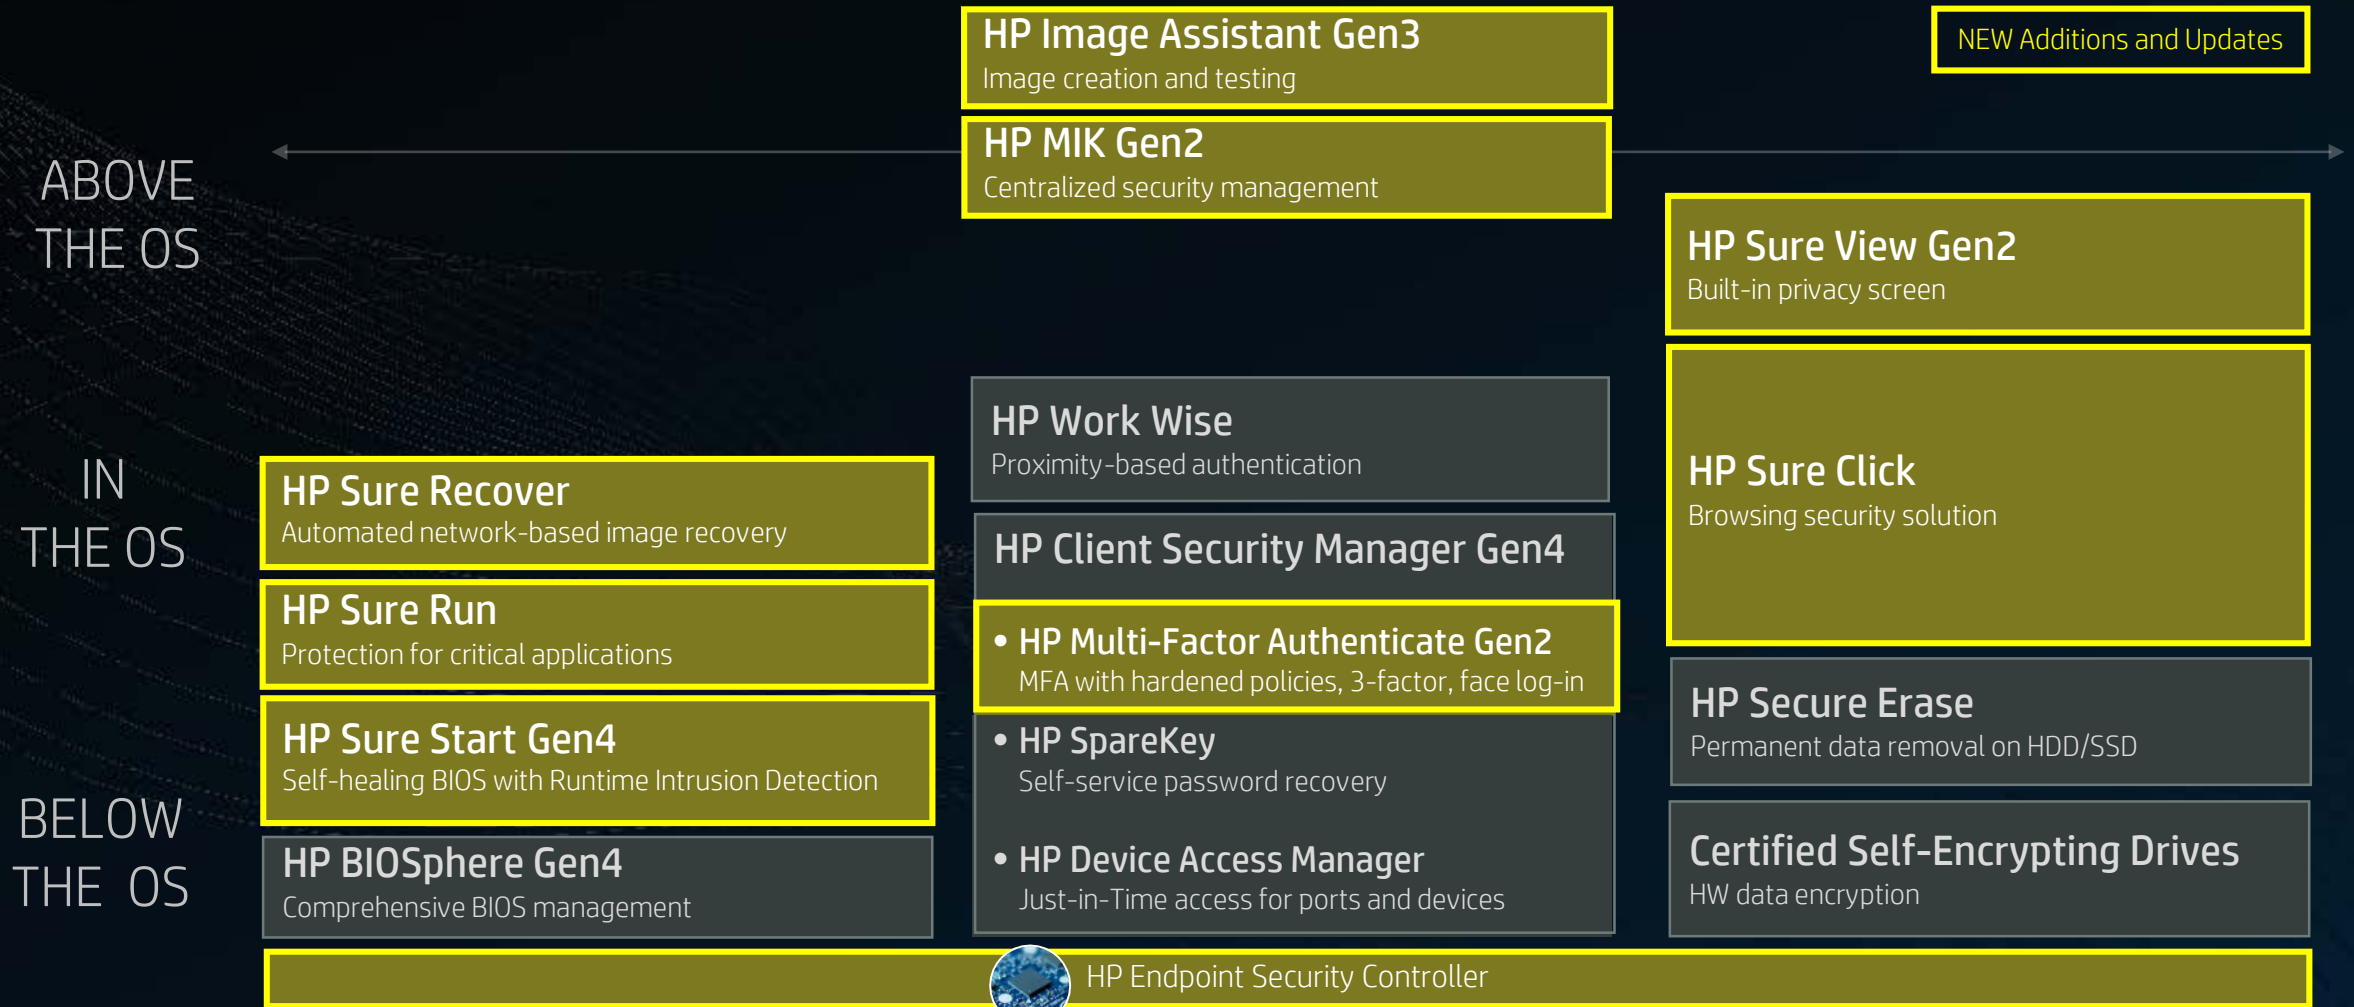 HP Image Assistant Gen3
Image creation and testing
NEW Additions and Updates
HP MIK Gen2
Centralized security management
ABOVE
THE OS
HP Sure View Gen2
Built-in privacy screen
HP Work Wise
Proximity-based authentication
HP Sure Click
Browsing security solution
IN
THE OS
HP Sure Recover
Automated network-based image recovery
HP Client Security Manager Gen4
HP Sure Run
Protection for critical applications
• HP Multi-Factor Authenticate Gen2
MFA with hardened policies, 3-factor, face log-in
HP Secure Erase
Permanent data removal on HDD/SSD
HP Sure Start Gen4
Self-healing BIOS with Runtime Intrusion Detection
• HP SpareKey
Self-service password recovery
BELOW
THE OS
HP BIOSphere Gen4
Comprehensive BIOS management
• HP Device Access Manager
Just-in-Time access for ports and devices
Certified Self-Encrypting Drives
HW data encryption
HP Endpoint Security Controller